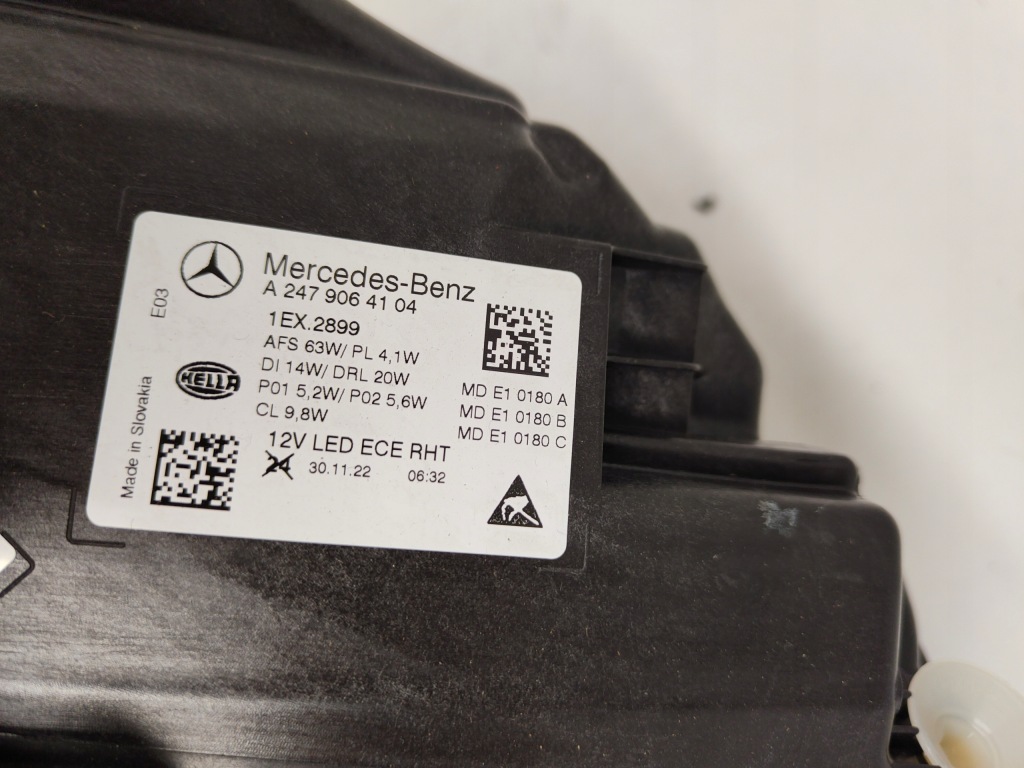 Mercedes-Benz
A 247 906 41 04
1EX.2899
AFS 63W/ PL 4,1W
DI 14W/ DRL 20W
P01 5,2W/ P02 5,6W
CL 9,8W
12V LED ECE RHT
24 30.11.22 06:32
MD E1 0180 A
MD E1 0180 B
MD E1 0180 C
E03
HELLA
Made in Slovakia